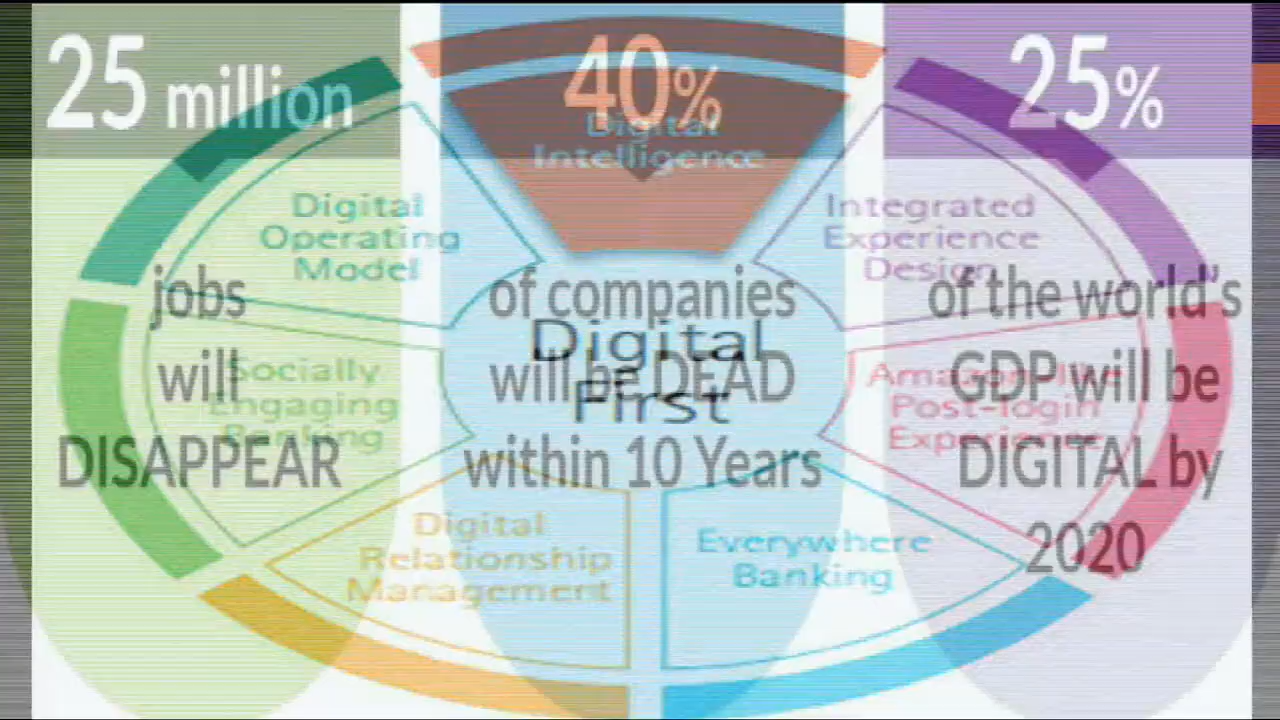 25 million
jobs
will
DISAPPEAR
40%
of companies
will be DEAD
within 10 Years
25%
of the world's
GDP will be
DIGITAL by
2020
Digital
Intelligence
Digital
Operating
Model
Integrated
Experience
Design
Digital
First
Socially
Engaging
Banking
Post-login
Experience
Digital
Relationship
Management
Everywhere
Banking